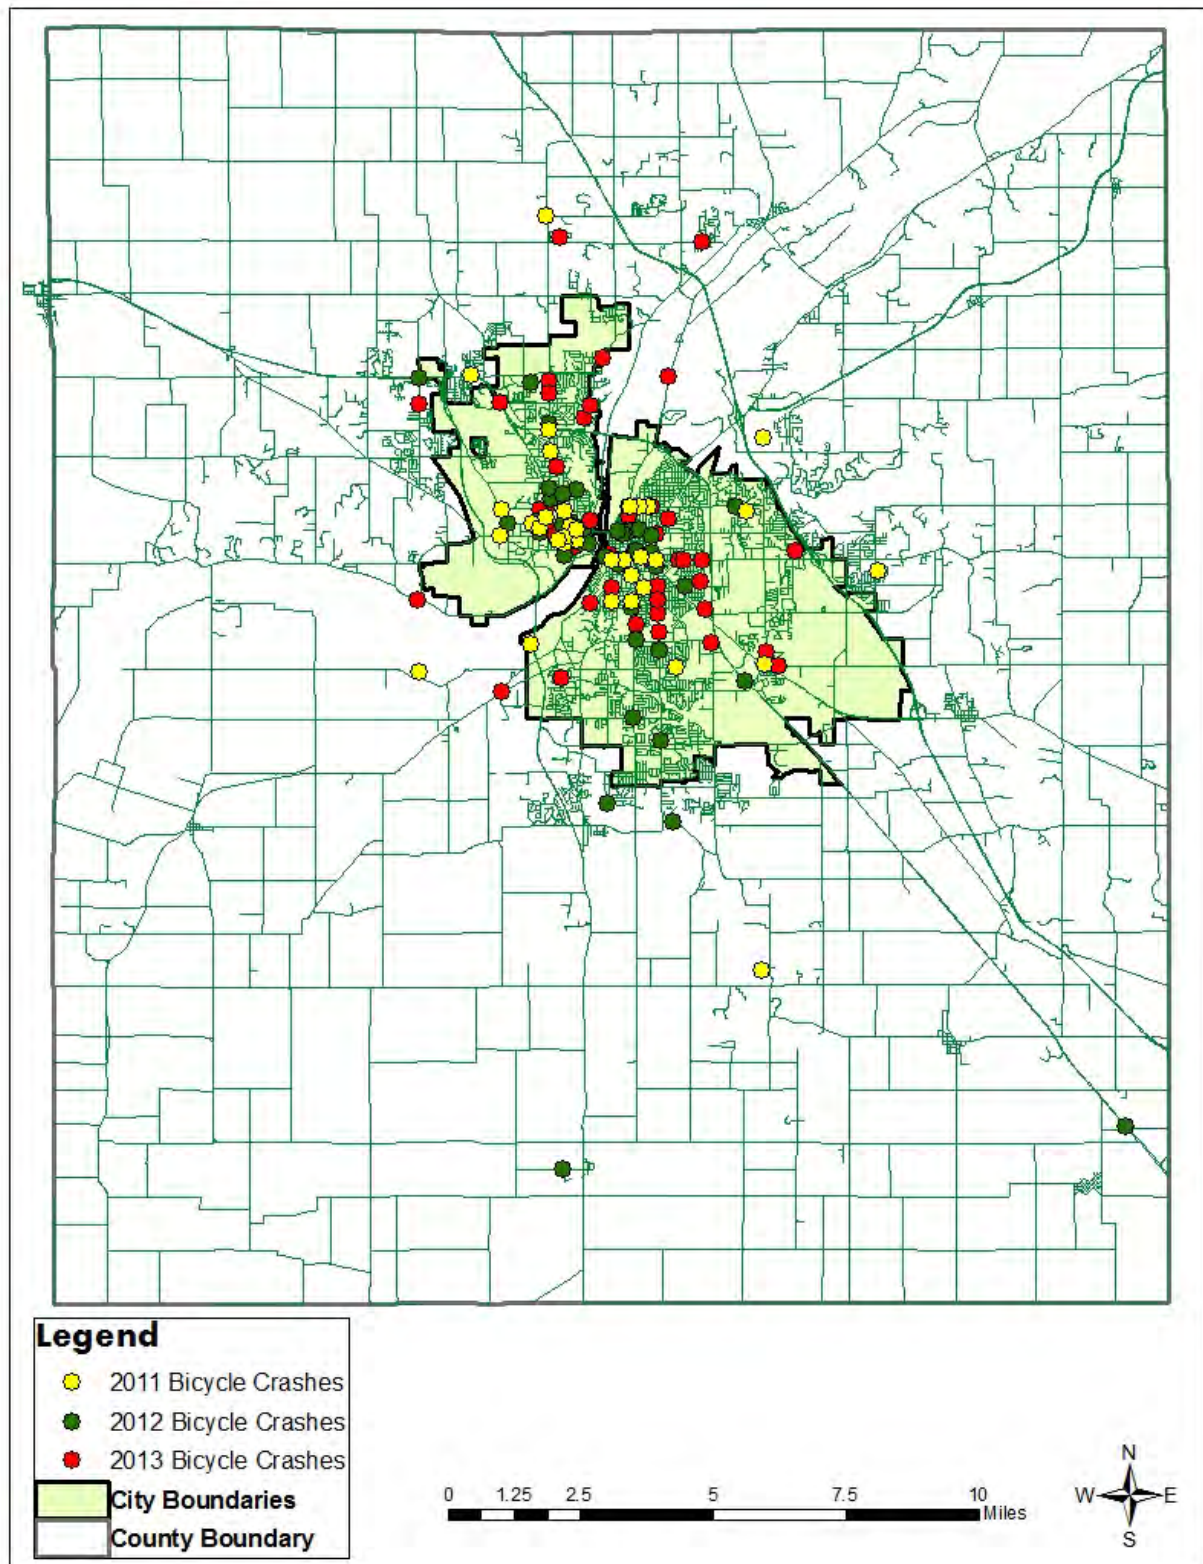 Legend
2011 Bicycle Crashes
2012 Bicycle Crashes
2013 Bicycle Crashes
City Boundaries
County Boundary
0 1.25 2.5 5 7.5 10
Miles
N
W E
S